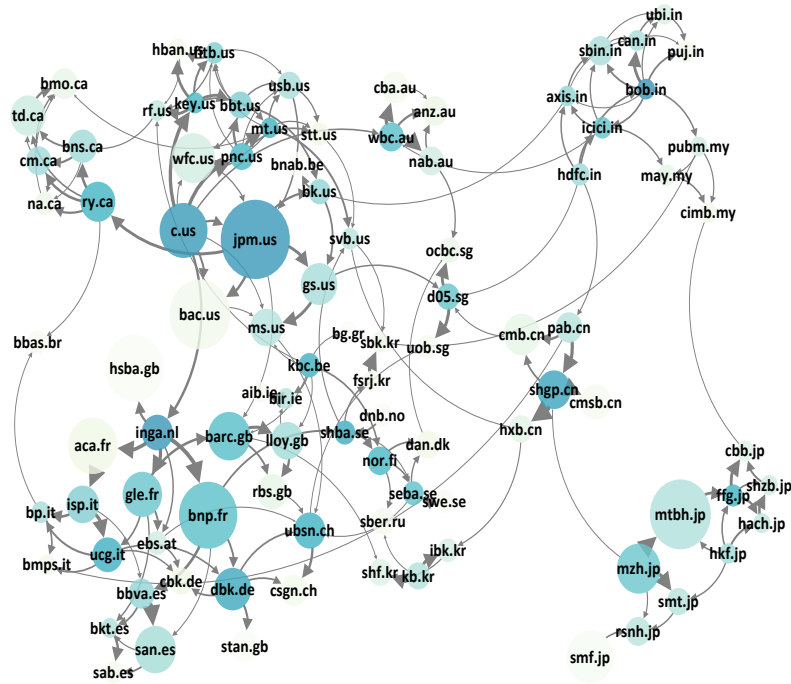 ubi.in
hban.us
fitb.us
can.in
puj.in
sbin.in
bmo.ca
usb.us
cba.au
axis.in
bob.in
td.ca
rf.us
key.us
bbt.us
anz.au
mt.us
stt.us
wbc.au
icici.in
bns.ca
cm.ca
wfc.us
pnc.us
bnab.be
nab.au
pubm.my
hdfc.in
may.my
na.ca
ry.ca
bk.us
cimb.my
c.us
jpm.us
svb.us
ocbc.sg
gs.us
d05.sg
bac.us
ms.us
bg.gr
sbk.kr
uob.sg
cmb.cn
pab.cn
bbas.br
hsba.gb
kbc.be
fsrj.kr
shgp.cn
aib.ie
bir.ie
cmsb.cn
dnb.no
inga.nl
barc.gb
lloy.gb
shba.se
dan.dk
hxb.cn
aca.fr
cbb.jp
nor.fi
shzb.jp
rbs.gb
seba.se
swe.se
ffg.jp
gle.fr
isp.it
bp.it
bnp.fr
mtbh.jp
hach.jp
sber.ru
ubsn.ch
ebs.at
ucg.it
ibk.kr
hkf.jp
bmps.it
cbk.de
shf.kr
kb.kr
mzh.jp
bbva.es
dbk.de
csgn.ch
smt.jp
bkt.es
rsnh.jp
stan.gb
san.es
smf.jp
sab.es